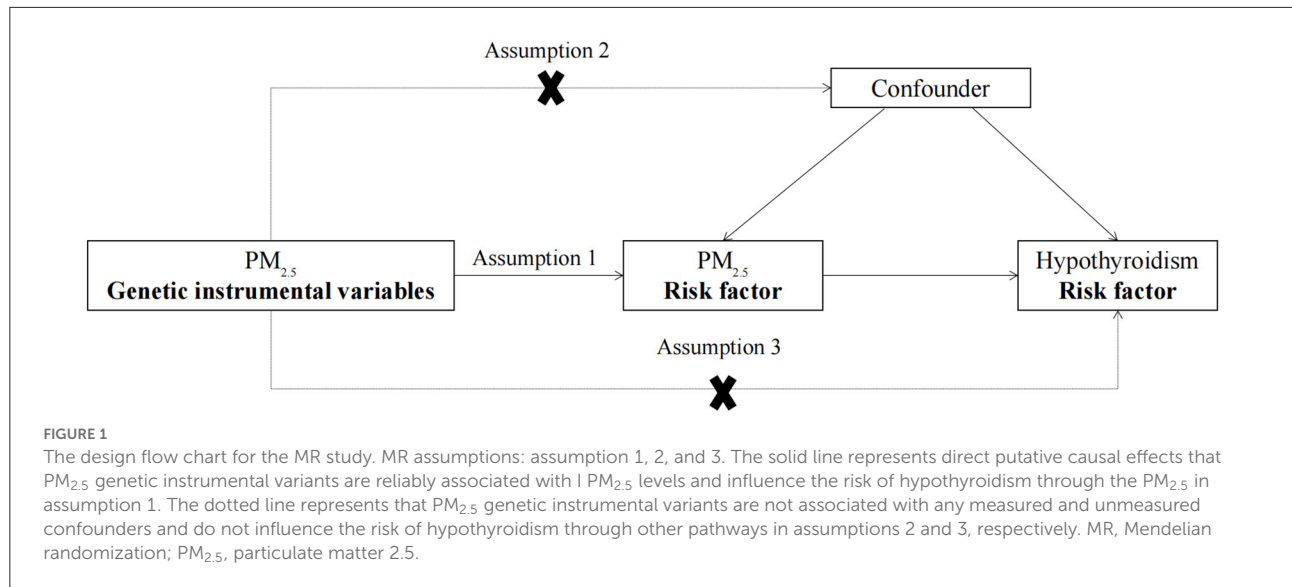 Assumption 2
Confounder
PM2.5
Genetic instrumental variables
Assumption 1
PM2.5
Risk factor
Hypothyroidism
Risk factor
Assumption 3
FIGURE 1
The design flow chart for the MR study. MR assumptions: assumption 1, 2, and 3. The solid line represents direct putative causal effects that
PM2.5 genetic instrumental variants are reliably associated with I PM2.5 levels and influence the risk of hypothyroidism through the PM2.5 in
assumption 1. The dotted line represents that PM2.5 genetic instrumental variants are not associated with any measured and unmeasured
confounders and do not influence the risk of hypothyroidism through other pathways in assumptions 2 and 3, respectively. MR, Mendelian
randomization; PM2.5, particulate matter 2.5.